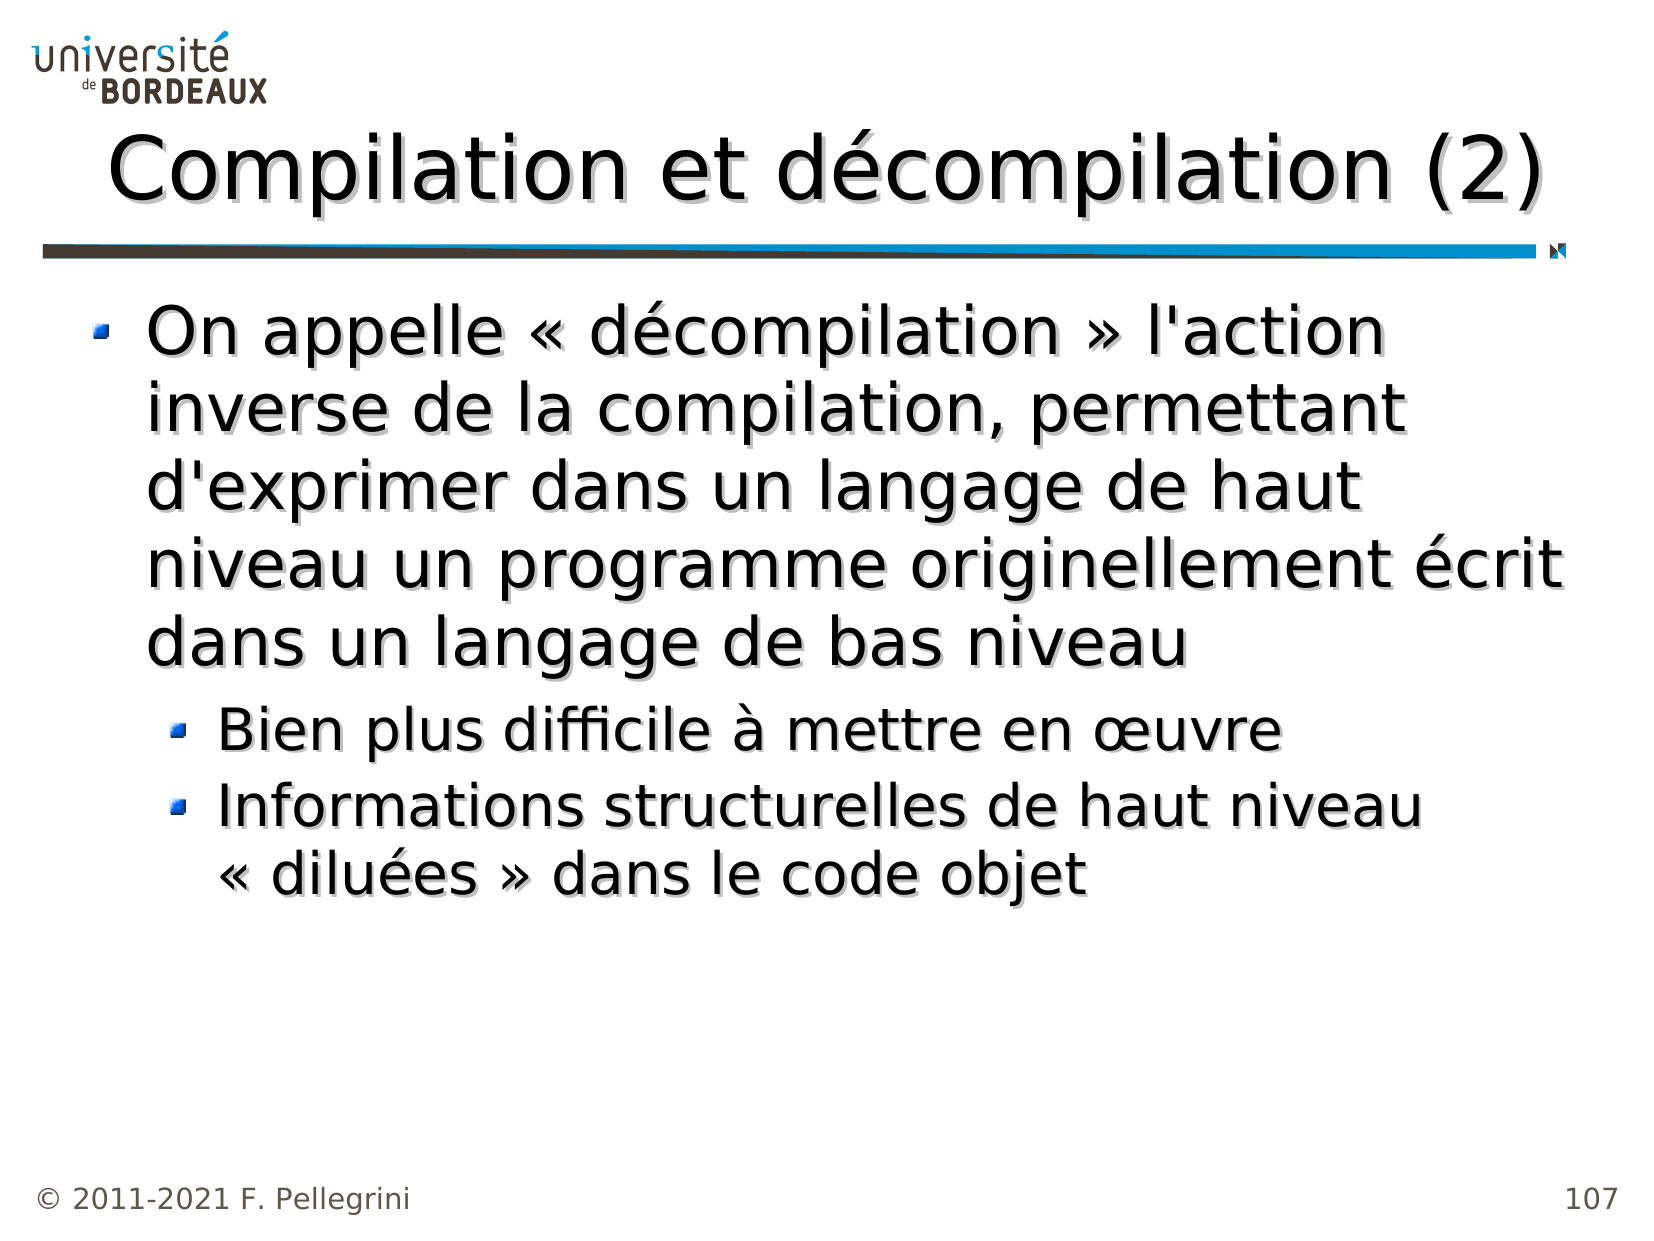 université
de BORDEAUX
Compilation et décompilation (2)
On appelle « décompilation » l'action
inverse de la compilation, permettant
d'exprimer dans un langage de haut
niveau un programme originellement écrit
dans un langage de bas niveau
Bien plus difficile à mettre en œuvre
Informations structurelles de haut niveau
« diluées » dans le code objet
© 2011-2021 F. Pellegrini
107